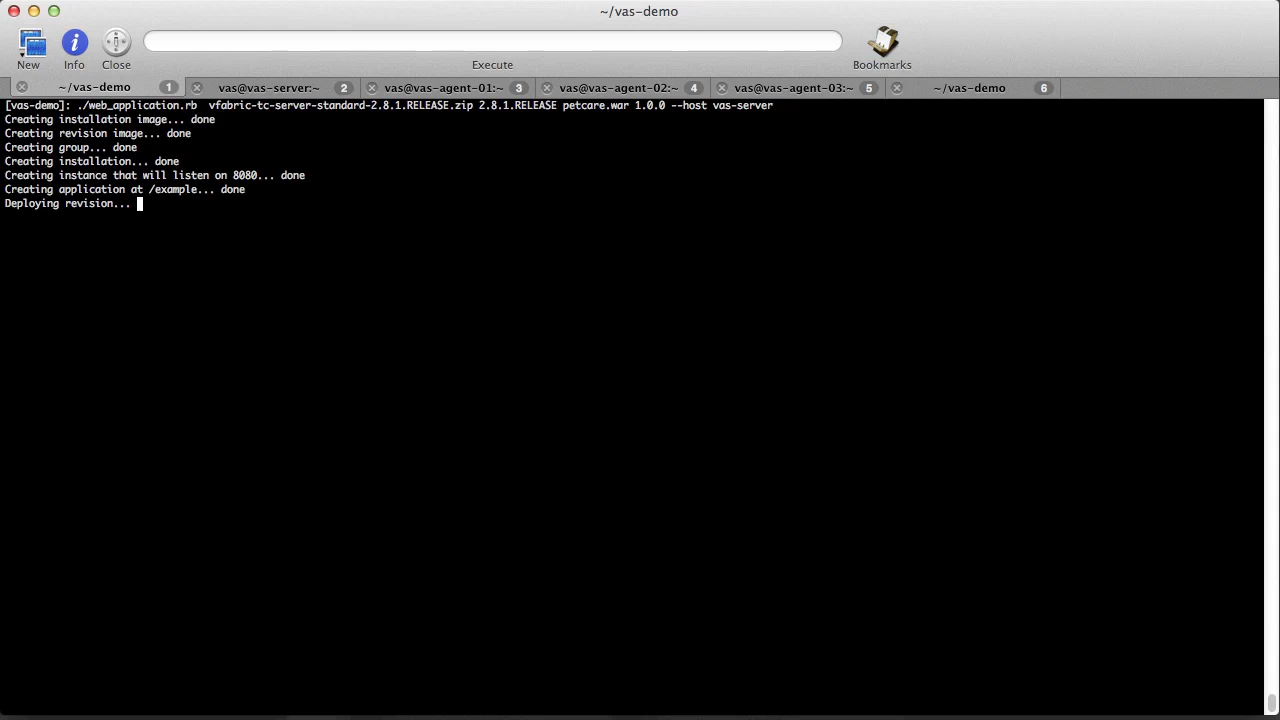 ~/vas-demo
New
Info
Close
Execute
Bookmarks
~/vas-demo 1
vas@vas-server:~ 2
vas@vas-agent-01:~ 3
vas@vas-agent-02:~ 4
vas@vas-agent-03:~ 5
~/vas-demo 6
[vas-demo]: ./web_application.rb  vfabric-tc-server-standard-2.8.1.RELEASE.zip 2.8.1.RELEASE petcare.war 1.0.0 --host vas-server
Creating installation image... done
Creating revision image... done
Creating group... done
Creating installation... done
Creating instance that will listen on 8080... done
Creating application at /example... done
Deploying revision...